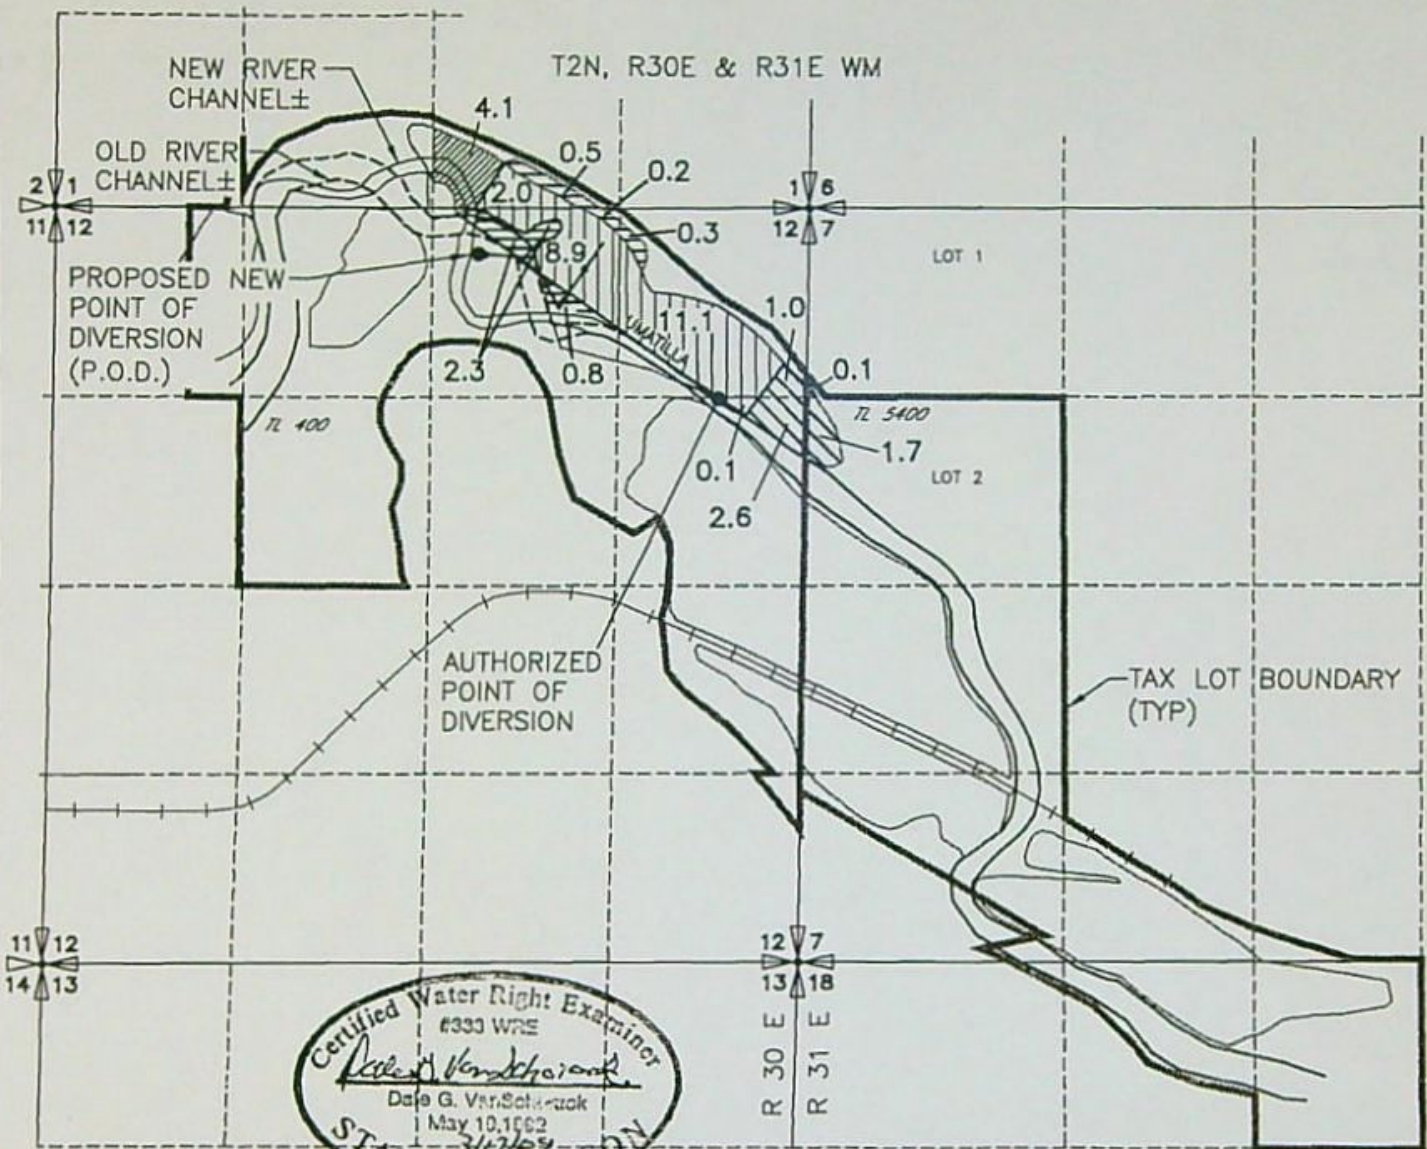 T2N, R30E & R31E WM
NEW RIVER
CHANNEL±
4.1
OLD RIVER
CHANNEL±
0.5
0.2
2.0
0.3
2 1
11 12
1 6
12 7
8.9
LOT 1
PROPOSED NEW
POINT OF
DIVERSION
(P.O.D.)
UMATILLA
11.1
1.0
2.3
0.8
0.1
TL 400
TL 5400
0.1
1.7
LOT 2
2.6
AUTHORIZED
POINT OF
DIVERSION
TAX LOT BOUNDARY
(TYP)
11 12
14 13
12 7
13 18
R 30 E
R 31 E
Certified Water Right Examiner
#333 WRE
Dale G.
May 10,